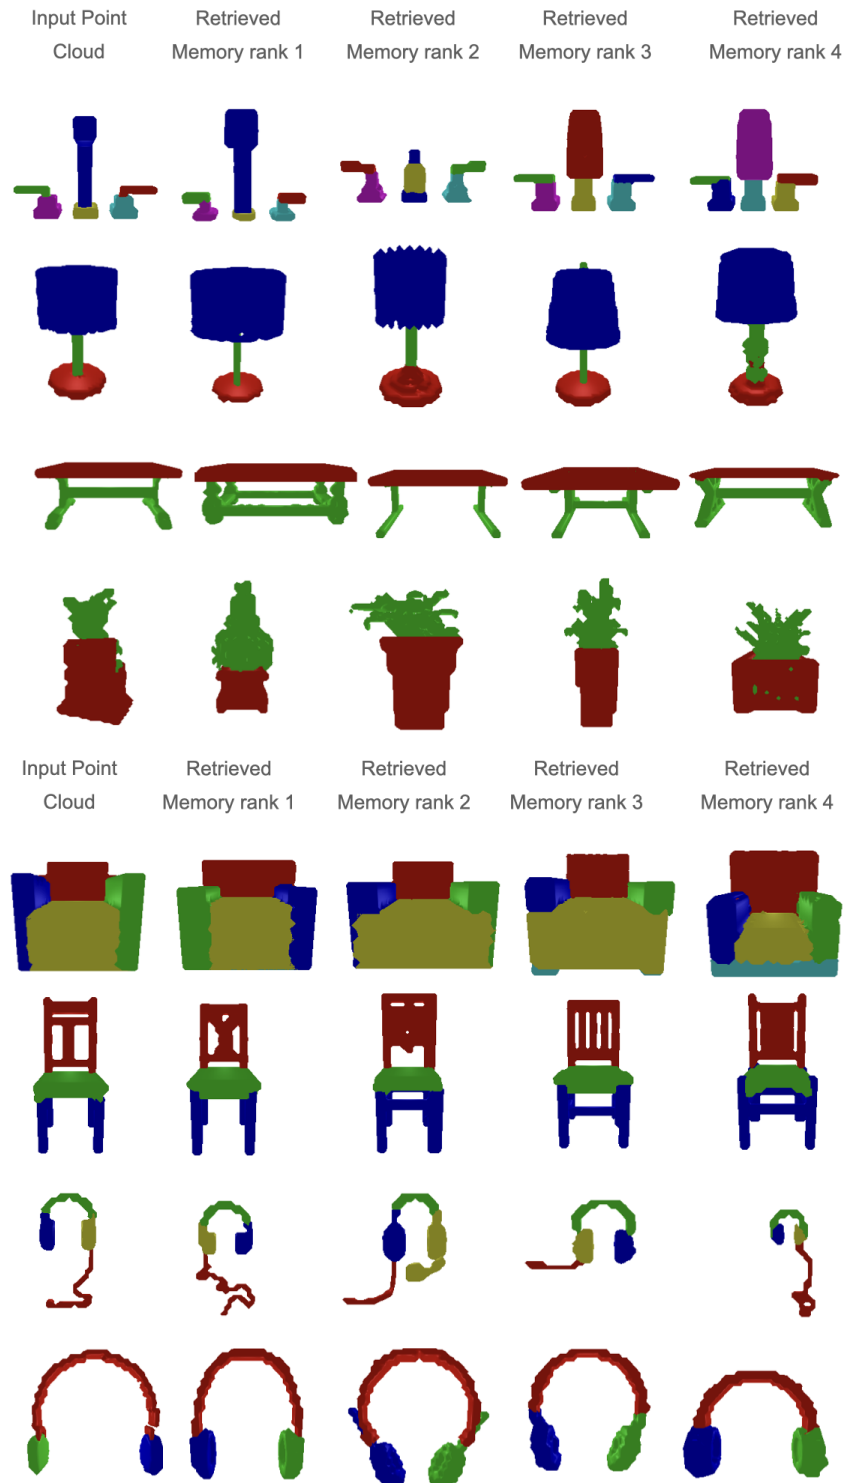 Input Point
Cloud
Retrieved
Memory rank 1
Retrieved
Memory rank 2
Retrieved
Memory rank 3
Retrieved
Memory rank 4
Input Point
Cloud
Retrieved
Memory rank 1
Retrieved
Memory rank 2
Retrieved
Memory rank 3
Retrieved
Memory rank 4